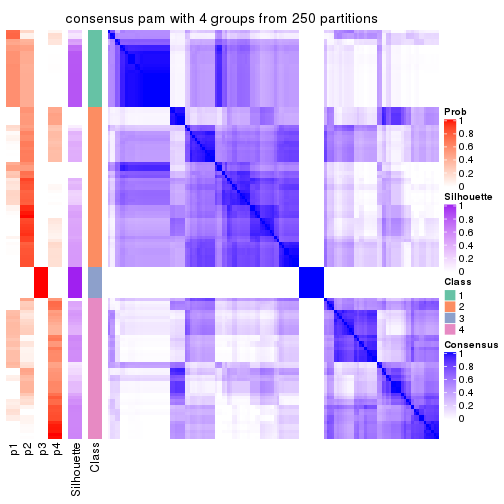 consensus pam with 4 groups from 250 partitions
Prob
1
0.8
0.6
0.4
0.2
0
Silhouette
1
0.8
0.6
0.4
0.2
0
Class
1
2
3
4
Consensus
1
0.8
0.6
0.4
0.2
0
p1
p2
p3
p4
Silhouette
Class